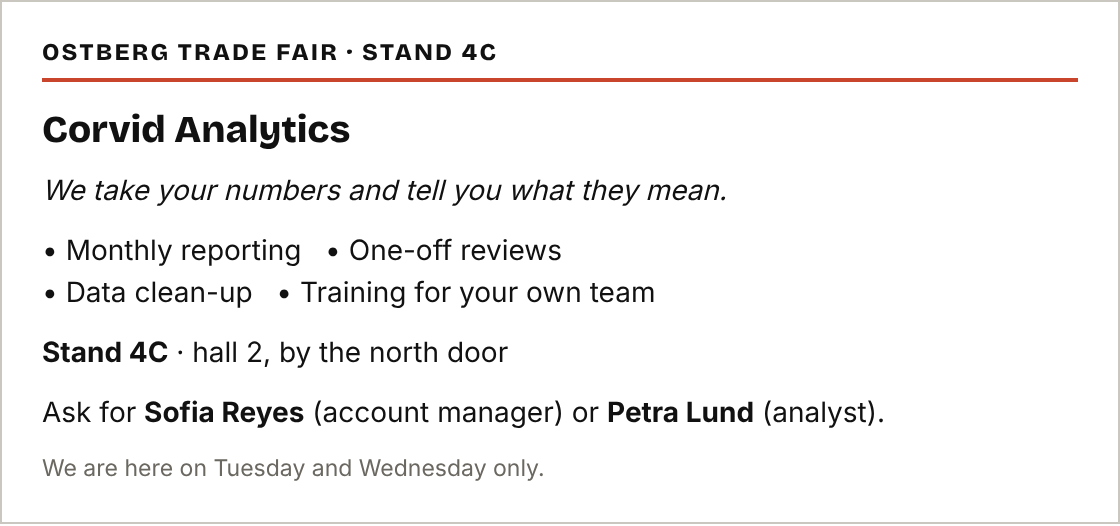 OSTBERG TRADE FAIR · STAND 4C
Corvid Analytics
We take your numbers and tell you what they mean.
• Monthly reporting • One-off reviews
• Data clean-up • Training for your own team
Stand 4C · hall 2, by the north door
Ask for Sofia Reyes (account manager) or Petra Lund (analyst).
We are here on Tuesday and Wednesday only.